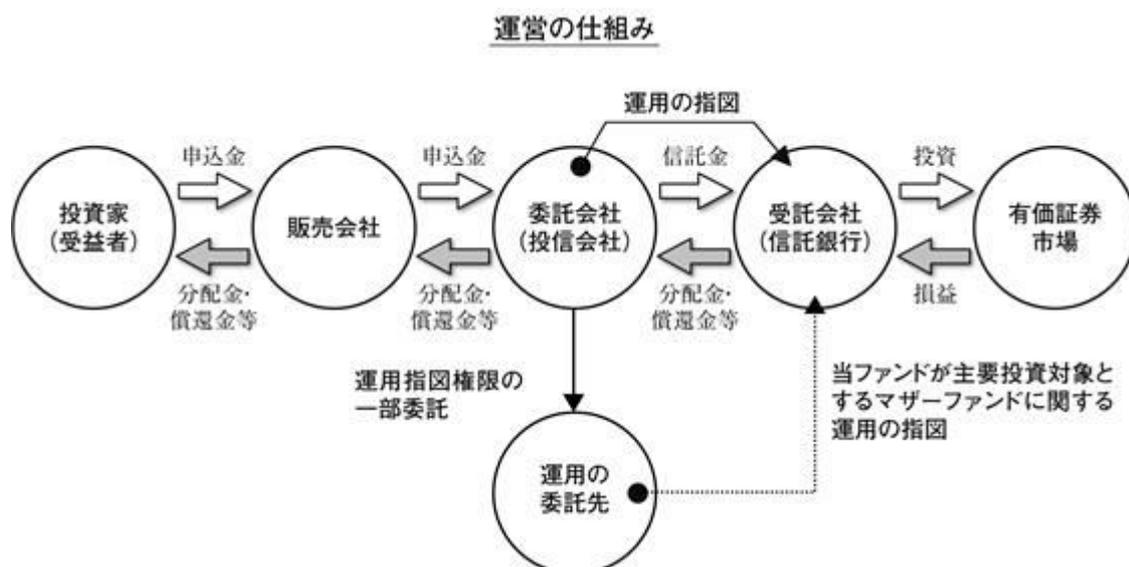 運営の仕組み
運用の指図
申込金
申込金
信託金
投資
投資家
(受益者)
販売会社
委託会社
(投信会社)
受託会社
(信託銀行)
有価証券
市場
分配金・
償還金等
分配金・
償還金等
分配金・
償還金等
損益
運用指図権限の
一部委託
当ファンドが主要投資対象と
するマザーファンドに関する
運用の指図
運用の
委託先